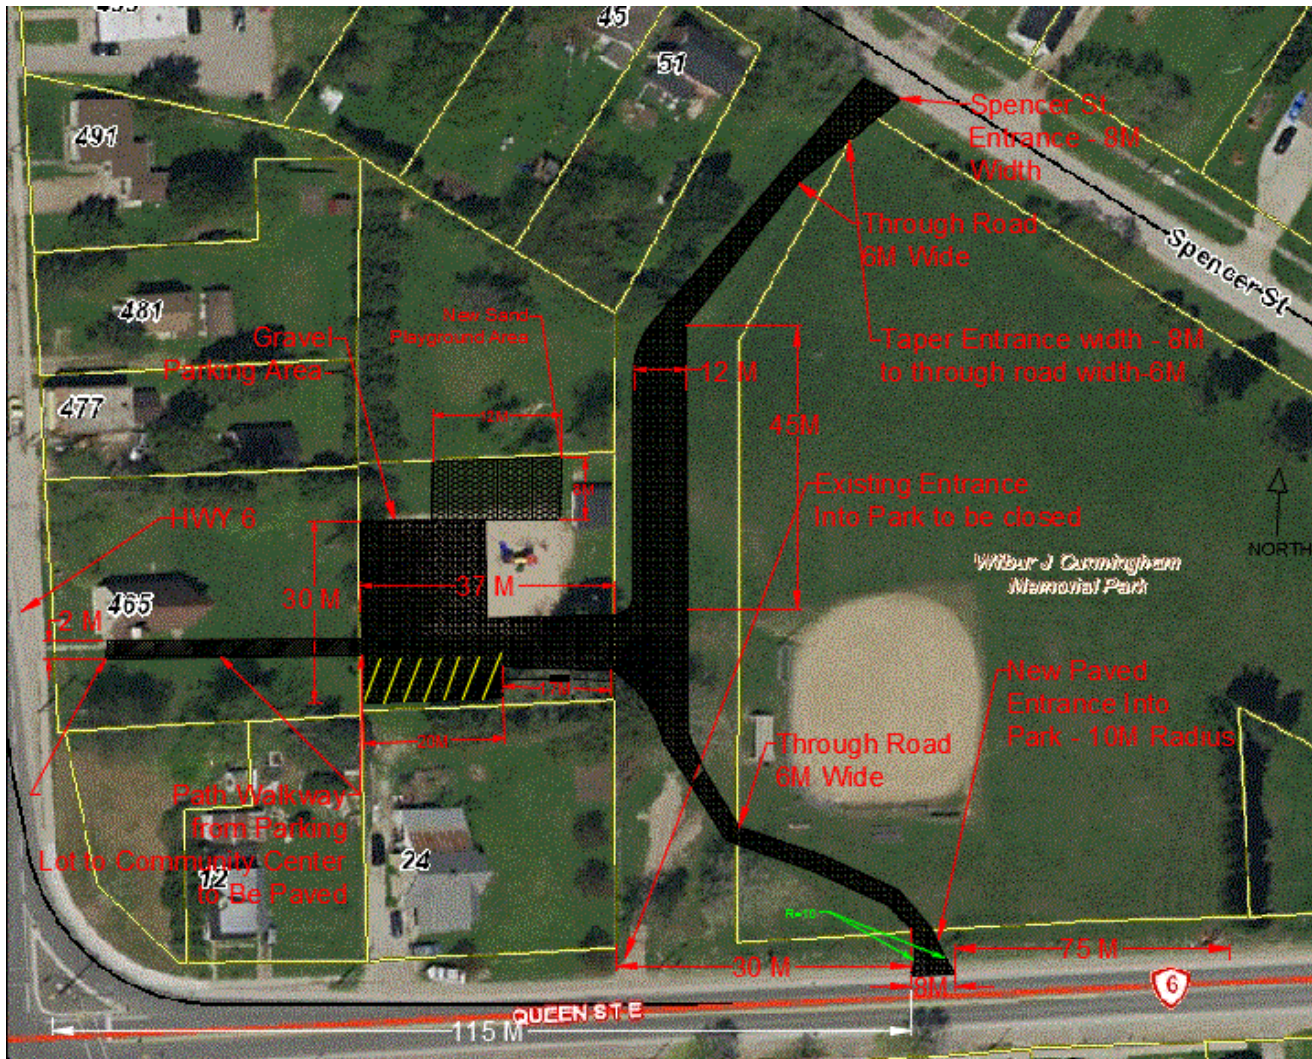 495
45
51
491
Spencer St.
Entrance - 8M
Width
Through Road
6M Wide
Spencer St
481
Gravel
Parking Area
New Sand
Playground Area
Taper Entrance width - 8M
to through road width-6M
12 M
477
12M
45M
8M
Existing Entrance
Into Park to be closed
HWY 6
NORTH
Wilbur J Cunningham
Memorial Park
37 M
30 M
465
2 M
17M
New Paved
Entrance Into
Park - 10M Radius
20M
Through Road
6M Wide
Path Walkway
from Parking
Lot to Community Center
to Be Paved
12
24
R=10
30 M
75 M
8M
6
QUEEN ST E
115 M